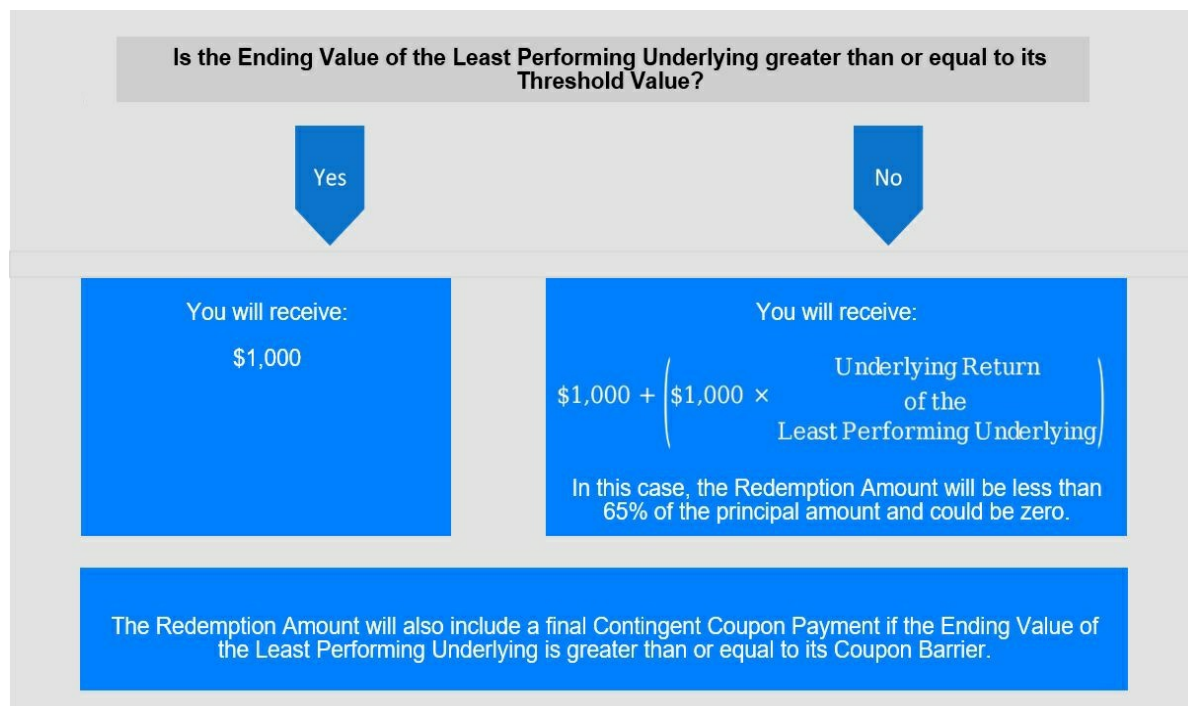 Is the Ending Value of the Least Performing Underlying greater than or equal to its
Threshold Value?
Yes
No
You will receive:
$1,000
You will receive:
$1,000 + ($1,000 × Underlying Return
of the
Least Performing Underlying)
In this case, the Redemption Amount will be less than
65% of the principal amount and could be zero.
The Redemption Amount will also include a final Contingent Coupon Payment if the Ending Value of
the Least Performing Underlying is greater than or equal to its Coupon Barrier.